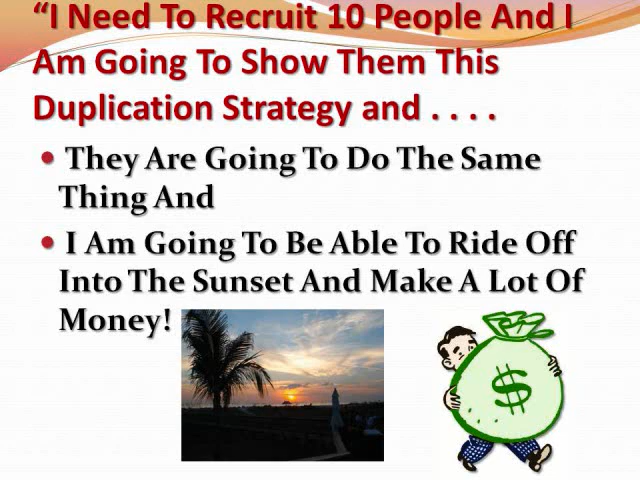 “I Need To Recruit 10 People And I
Am Going To Show Them This
Duplication Strategy and . . . .
• They Are Going To Do The Same
Thing And
• I Am Going To Be Able To Ride Off
Into The Sunset And Make A Lot Of
Money!
$